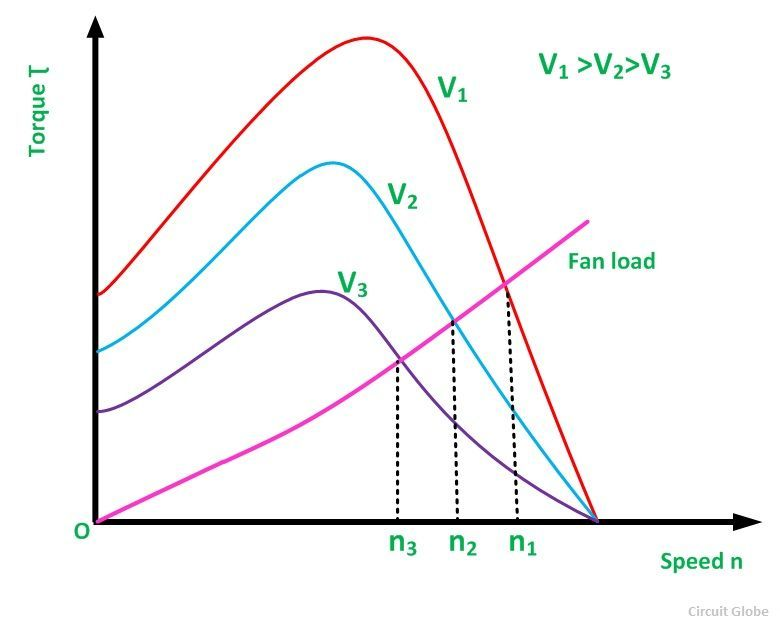 Torque Ʈ
V₁ >V₂>V₃
V₁
V₂
Fan load
V₃
O
n₃
n₂
n₁
Speed n
Circuit Globe